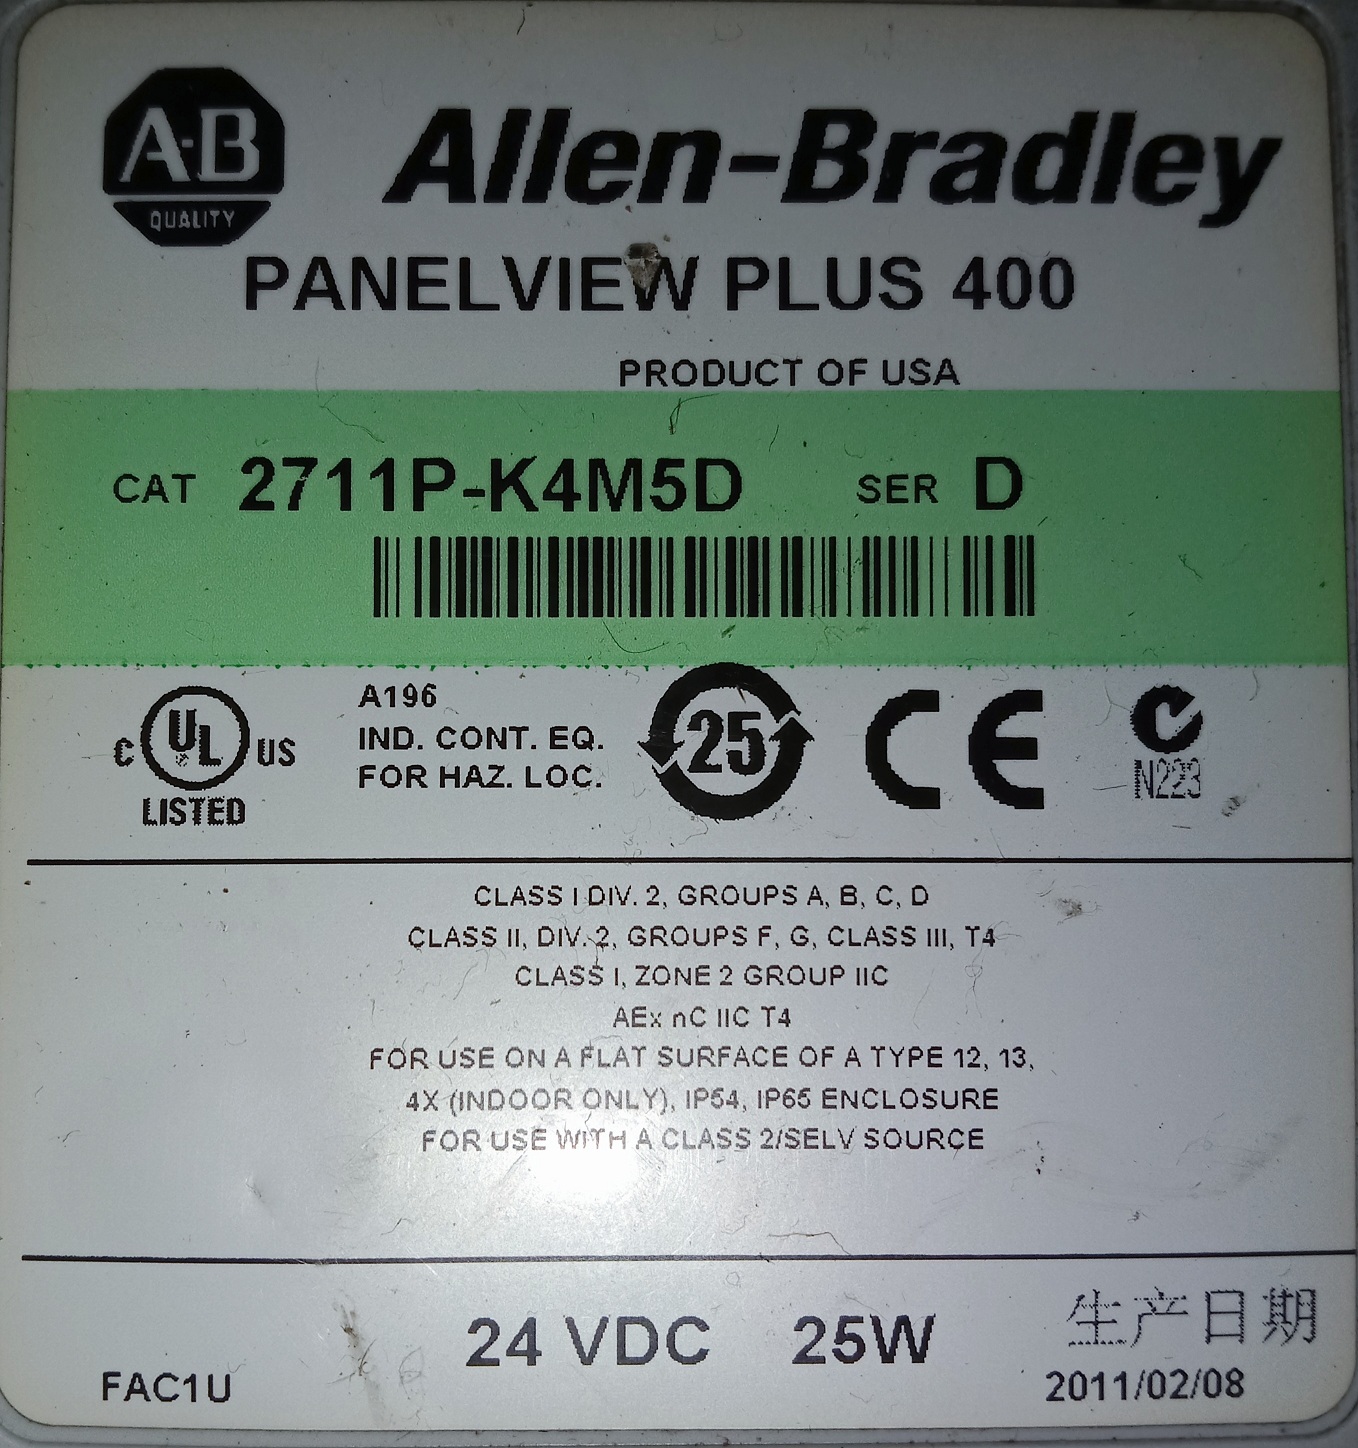 A-B
QUALITY
Allen-Bradley
PANELVIEW PLUS 400
PRODUCT OF USA
CAT 2711P-K4M5D SER D
C UL US
LISTED
A196
IND. CONT. EQ.
FOR HAZ. LOC.
25
CE
N223
CLASS I DIV. 2, GROUPS A, B, C, D
CLASS II, DIV. 2, GROUPS F, G, CLASS III, T4
CLASS I, ZONE 2 GROUP IIC
AEx nC IIC T4
FOR USE ON A FLAT SURFACE OF A TYPE 12, 13,
4X (INDOOR ONLY), IP54, IP65 ENCLOSURE
FOR USE WITH A CLASS 2/SELV SOURCE
24 VDC 25W
生产日期
FAC1U
2011/02/08